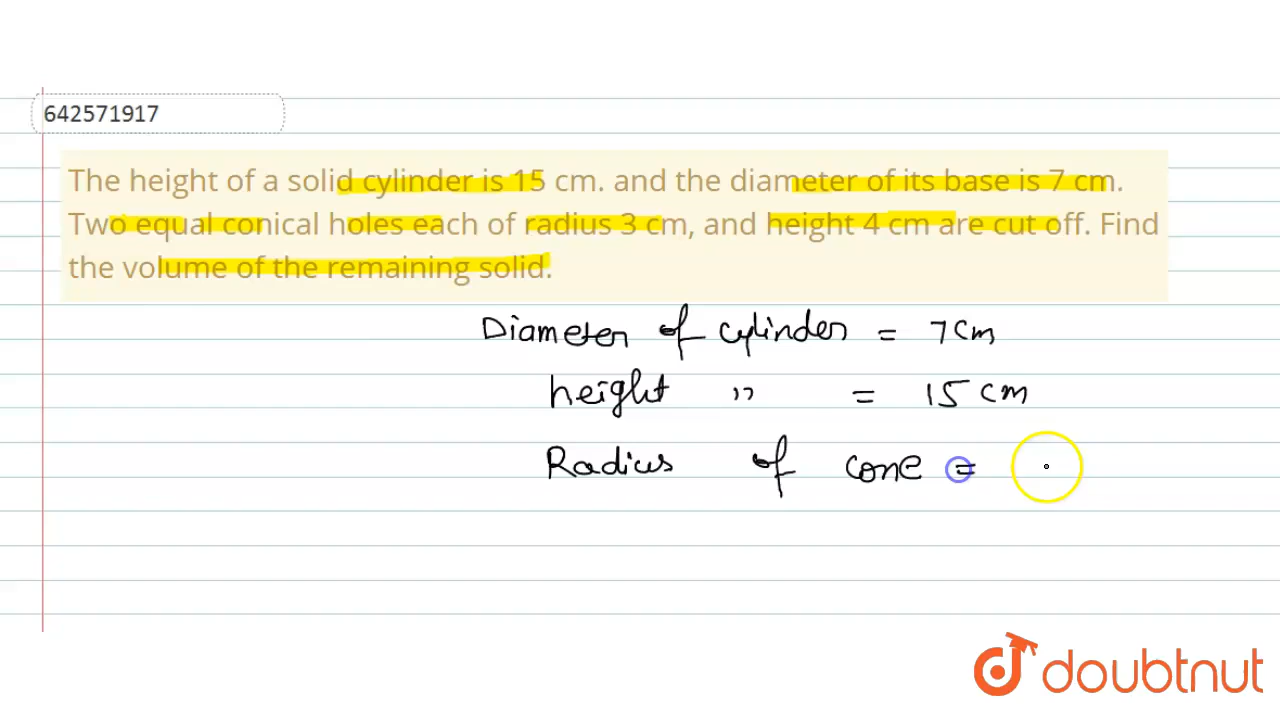 642571917
The height of a solid cylinder is 15 cm. and the diameter of its base is 7 cm.
Two equal conical holes each of radius 3 cm, and height 4 cm are cut off. Find
the volume of the remaining solid.
Diameter of cylinder = 7cm
height " = 15 cm
Radius of cone =
doubtnut